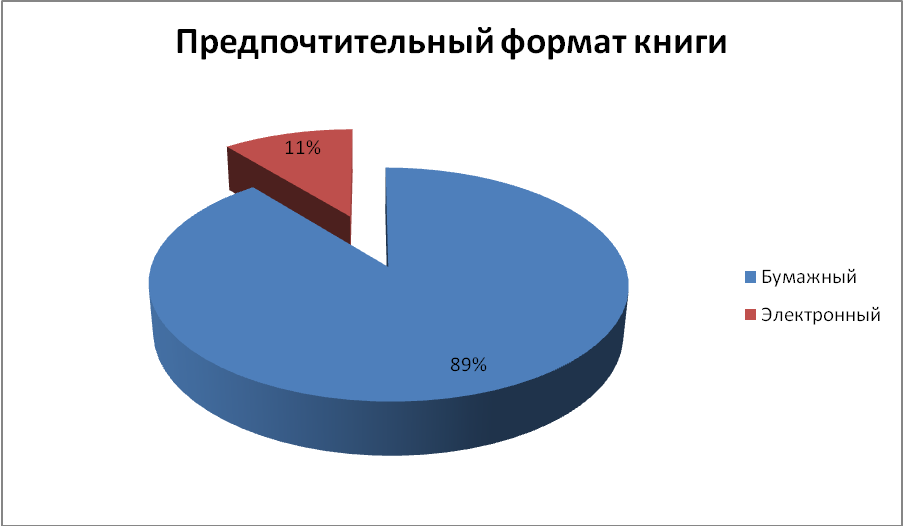 Предпочтительный формат книги
11%
89%
Бумажный
Электронный